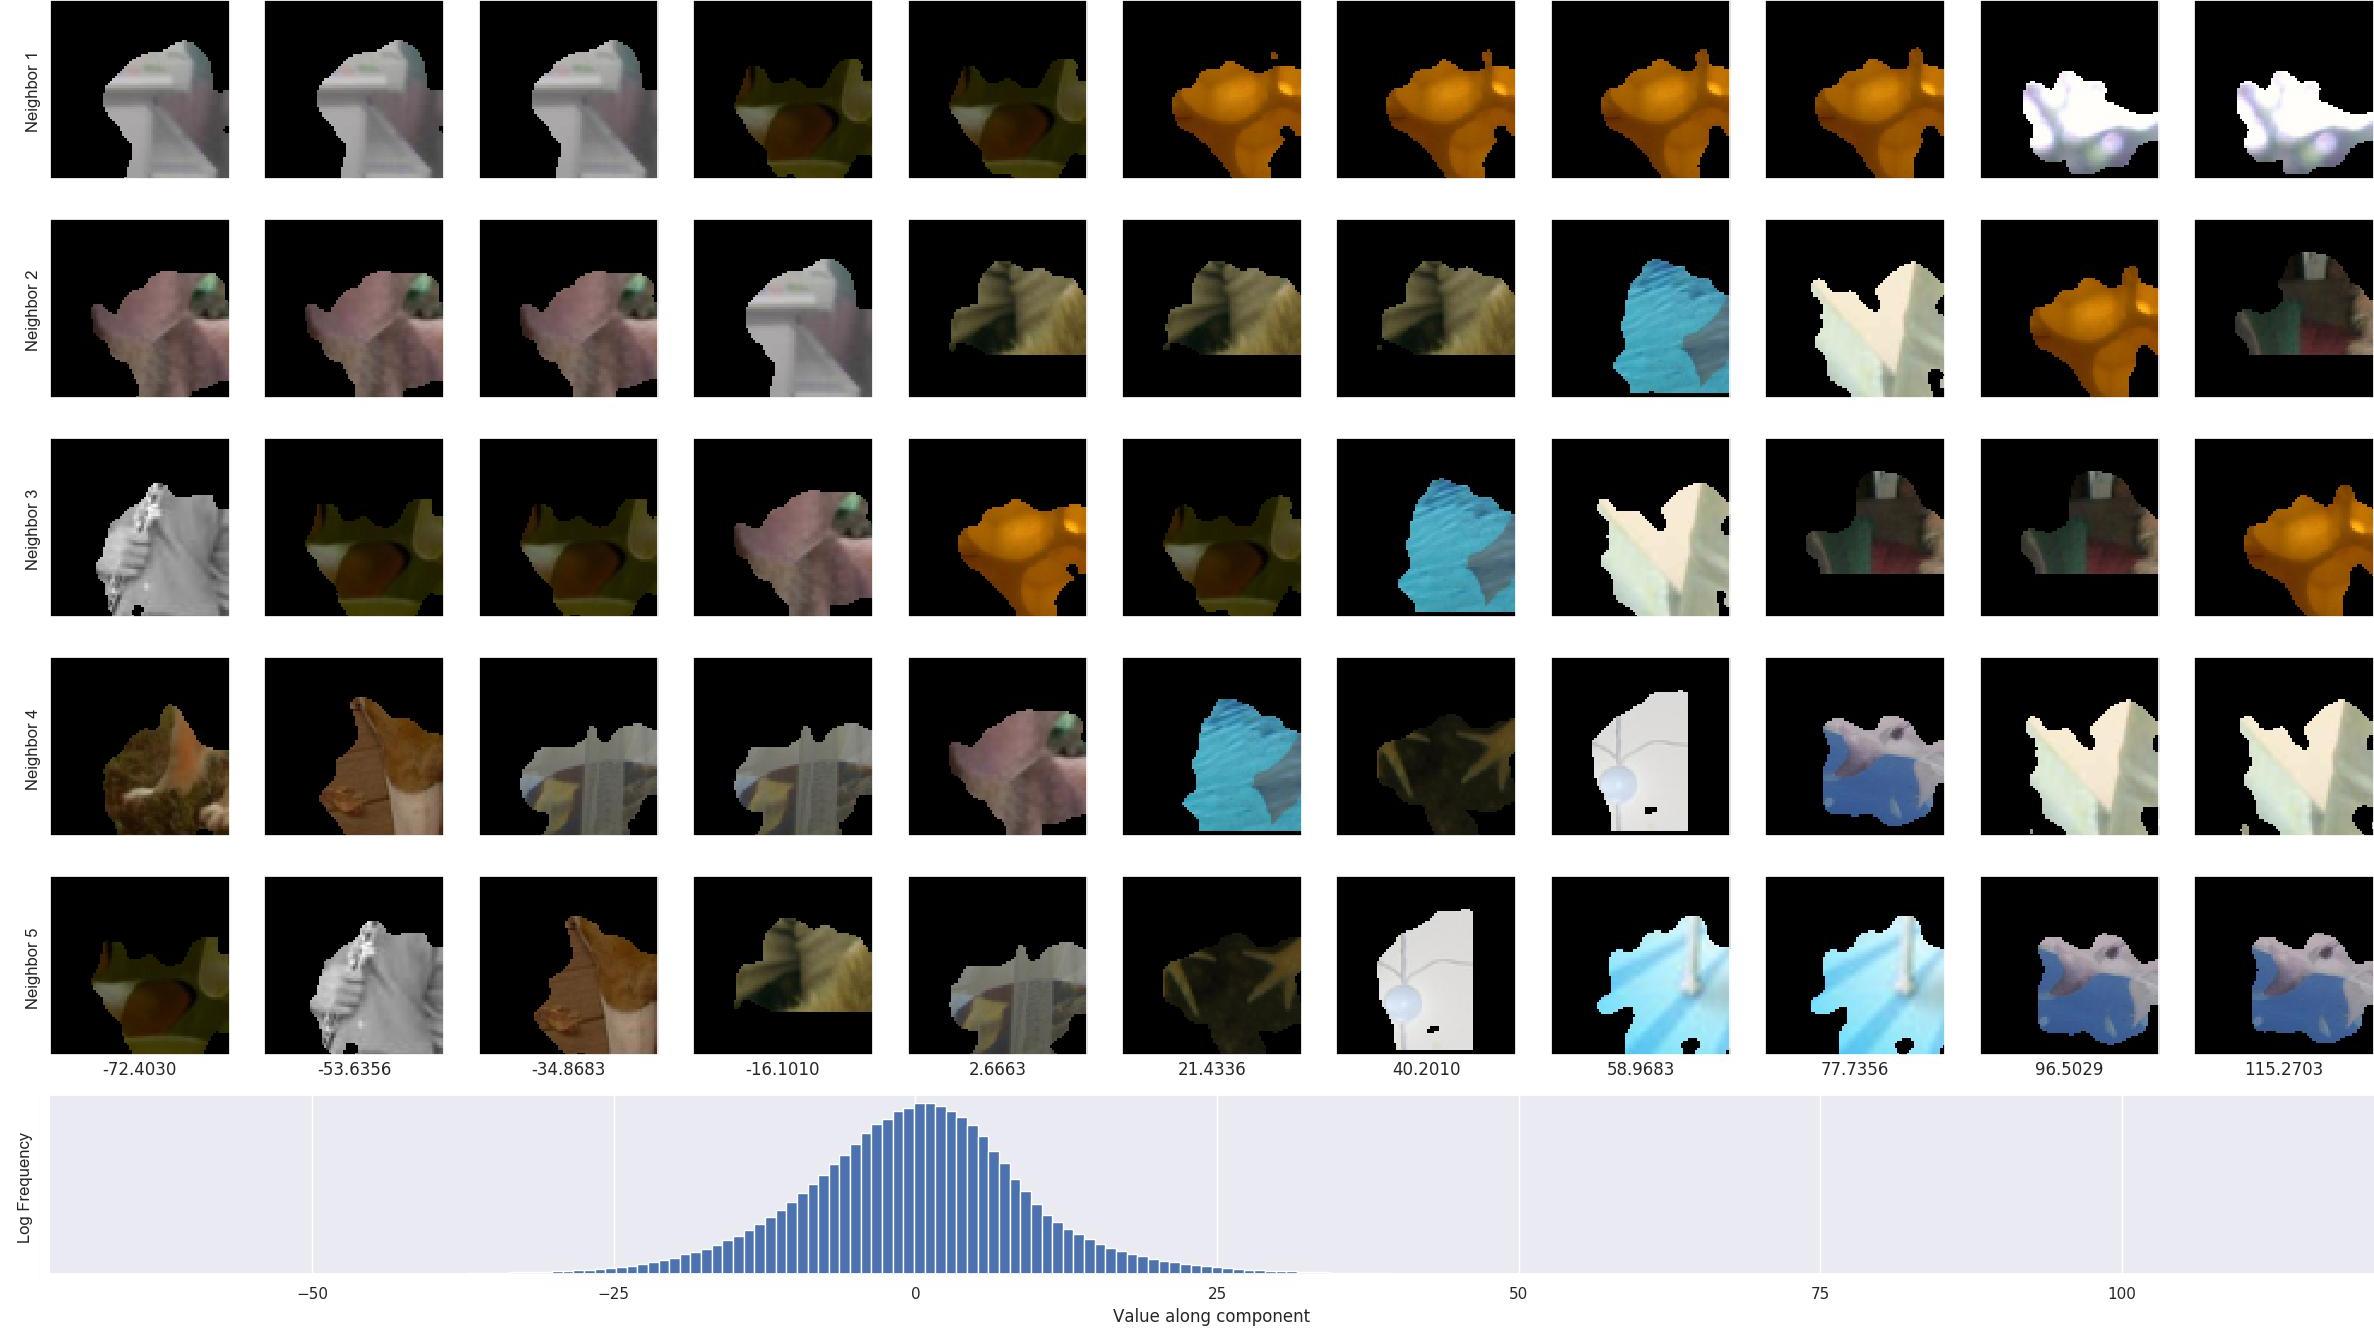 Neighbor 1
Neighbor 2
Neighbor 3
Neighbor 4
Neighbor 5
-72.4030 -53.6356 -34.8683 -16.1010 2.6663 21.4336 40.2010 58.9683 77.7356 96.5029 115.2703
Log Frequency
−50 −25 0 25 50 75 100
Value along component